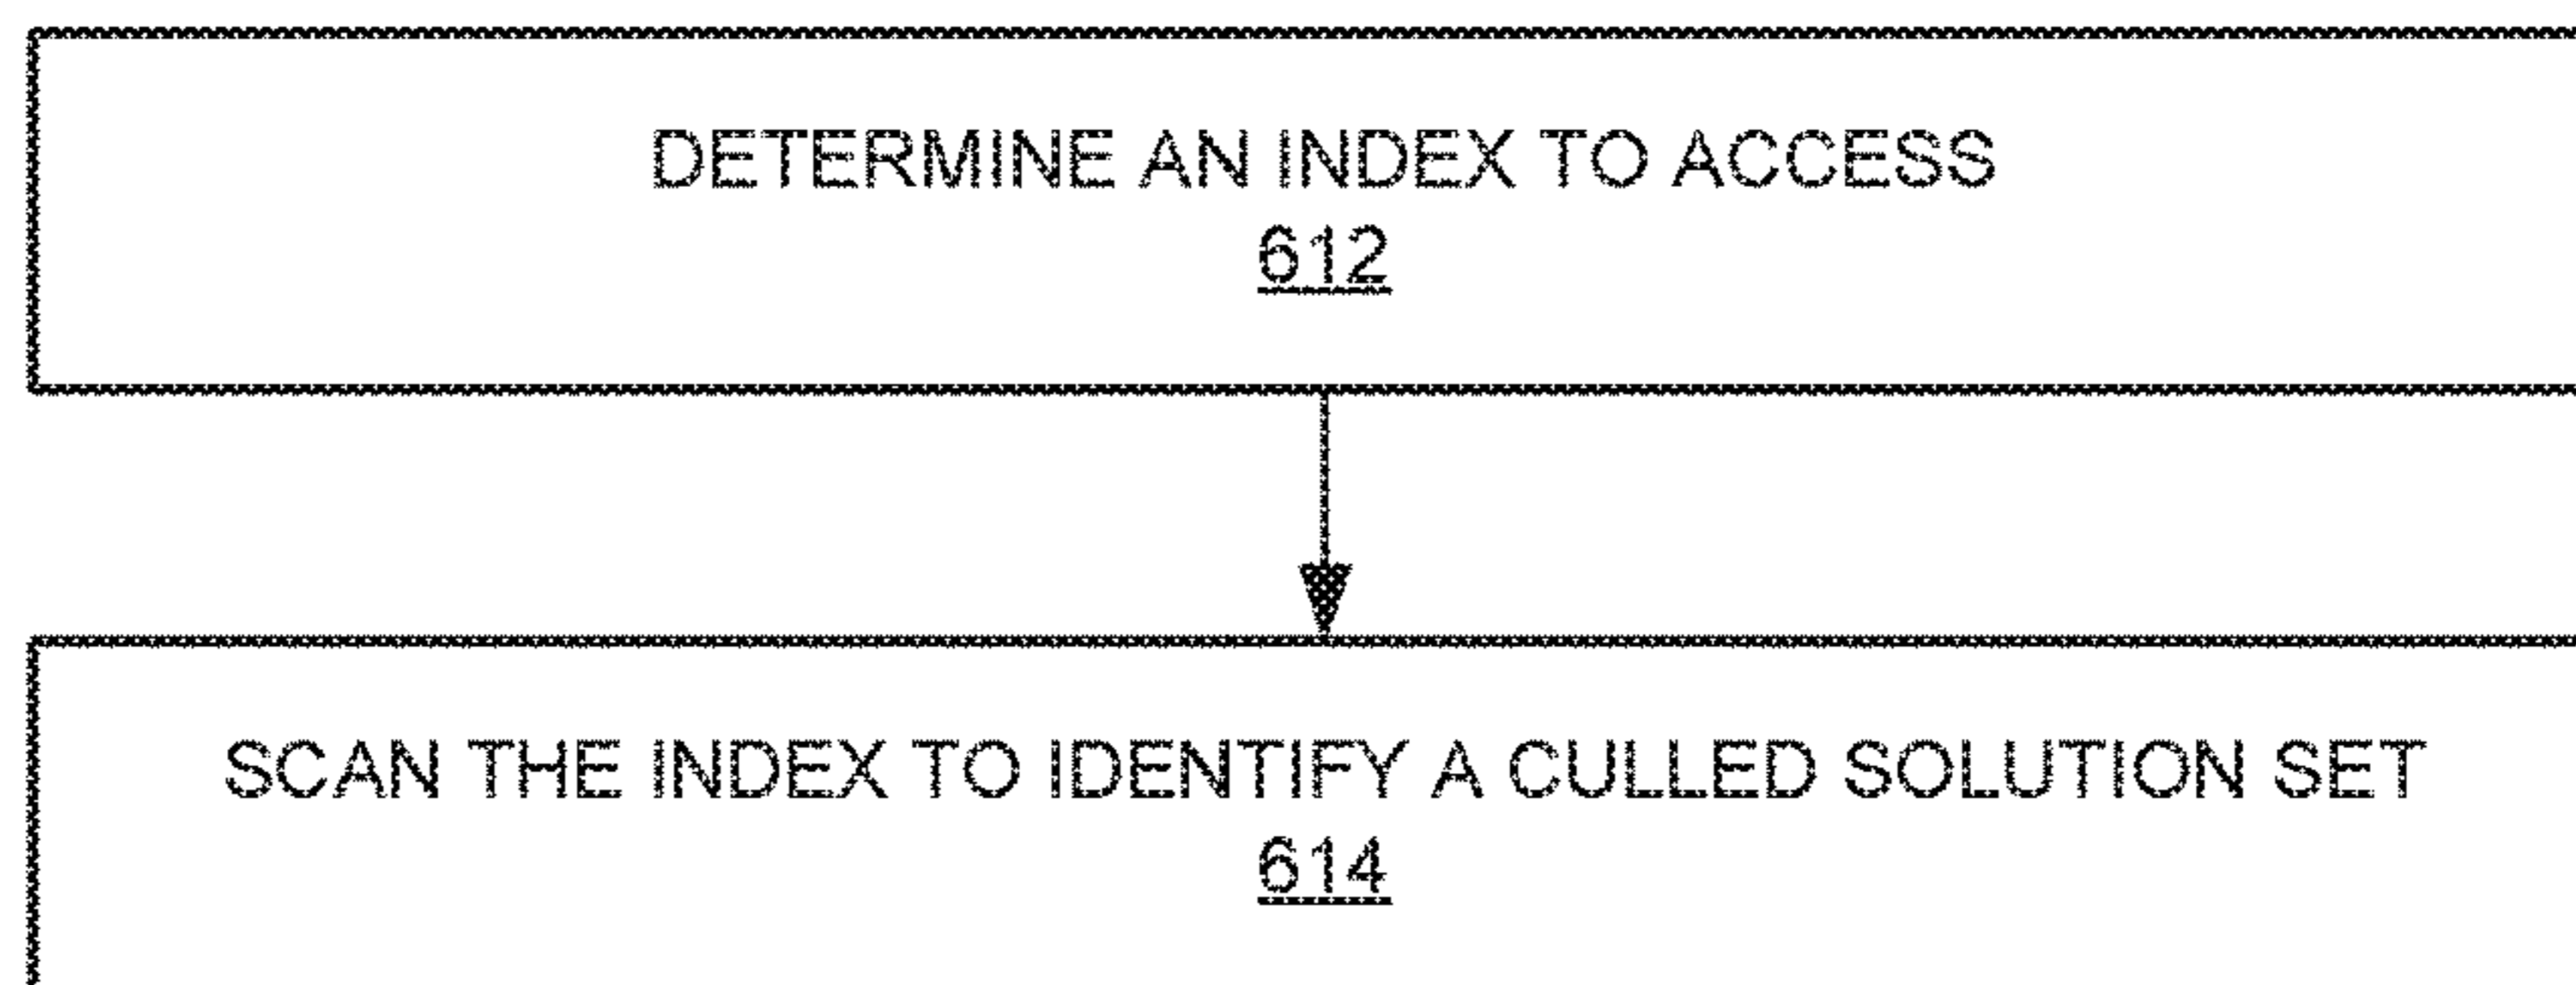 DETERMINE AN INDEX TO ACCESS
612
SCAN THE INDEX TO IDENTIFY A CULLED SOLUTION SET
614